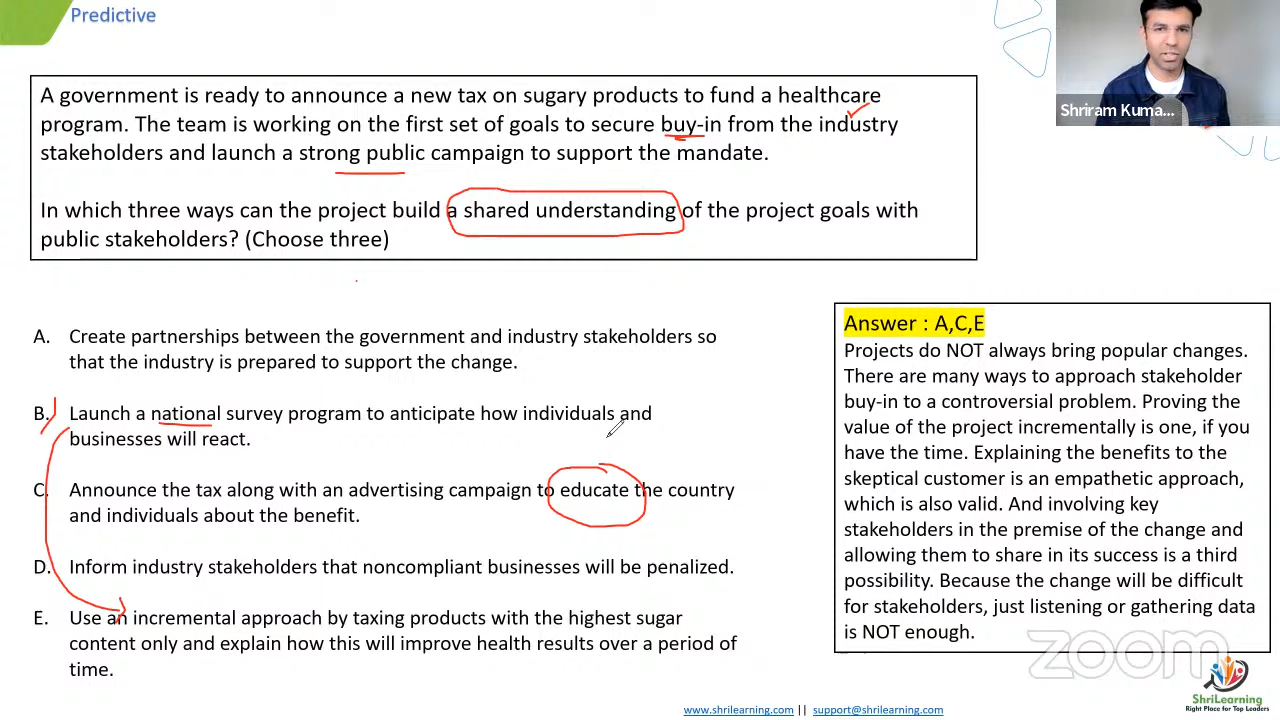 Predictive
A government is ready to announce a new tax on sugary products to fund a healthcare
program. The team is working on the first set of goals to secure buy-in from the industry
stakeholders and launch a strong public campaign to support the mandate.
In which three ways can the project build a shared understanding of the project goals with
public stakeholders? (Choose three)
A. Create partnerships between the government and industry stakeholders so
that the industry is prepared to support the change.
B. Launch a national survey program to anticipate how individuals and
businesses will react.
C. Announce the tax along with an advertising campaign to educate the country
and individuals about the benefit.
D. Inform industry stakeholders that noncompliant businesses will be penalized.
E. Use an incremental approach by taxing products with the highest sugar
content only and explain how this will improve health results over a period of
time.
Shriram Kuma...
Answer : A,C,E
Projects do NOT always bring popular changes.
There are many ways to approach stakeholder
buy-in to a controversial problem. Proving the
value of the project incrementally is one, if you
have the time. Explaining the benefits to the
skeptical customer is an empathetic approach,
which is also valid. And involving key
stakeholders in the premise of the change and
allowing them to share in its success is a third
possibility. Because the change will be difficult
for stakeholders, just listening or gathering data
is NOT enough.
zoom
ShriLearning
Right Place for Top Leaders
www.shrilearning.com || support@shrilearning.com